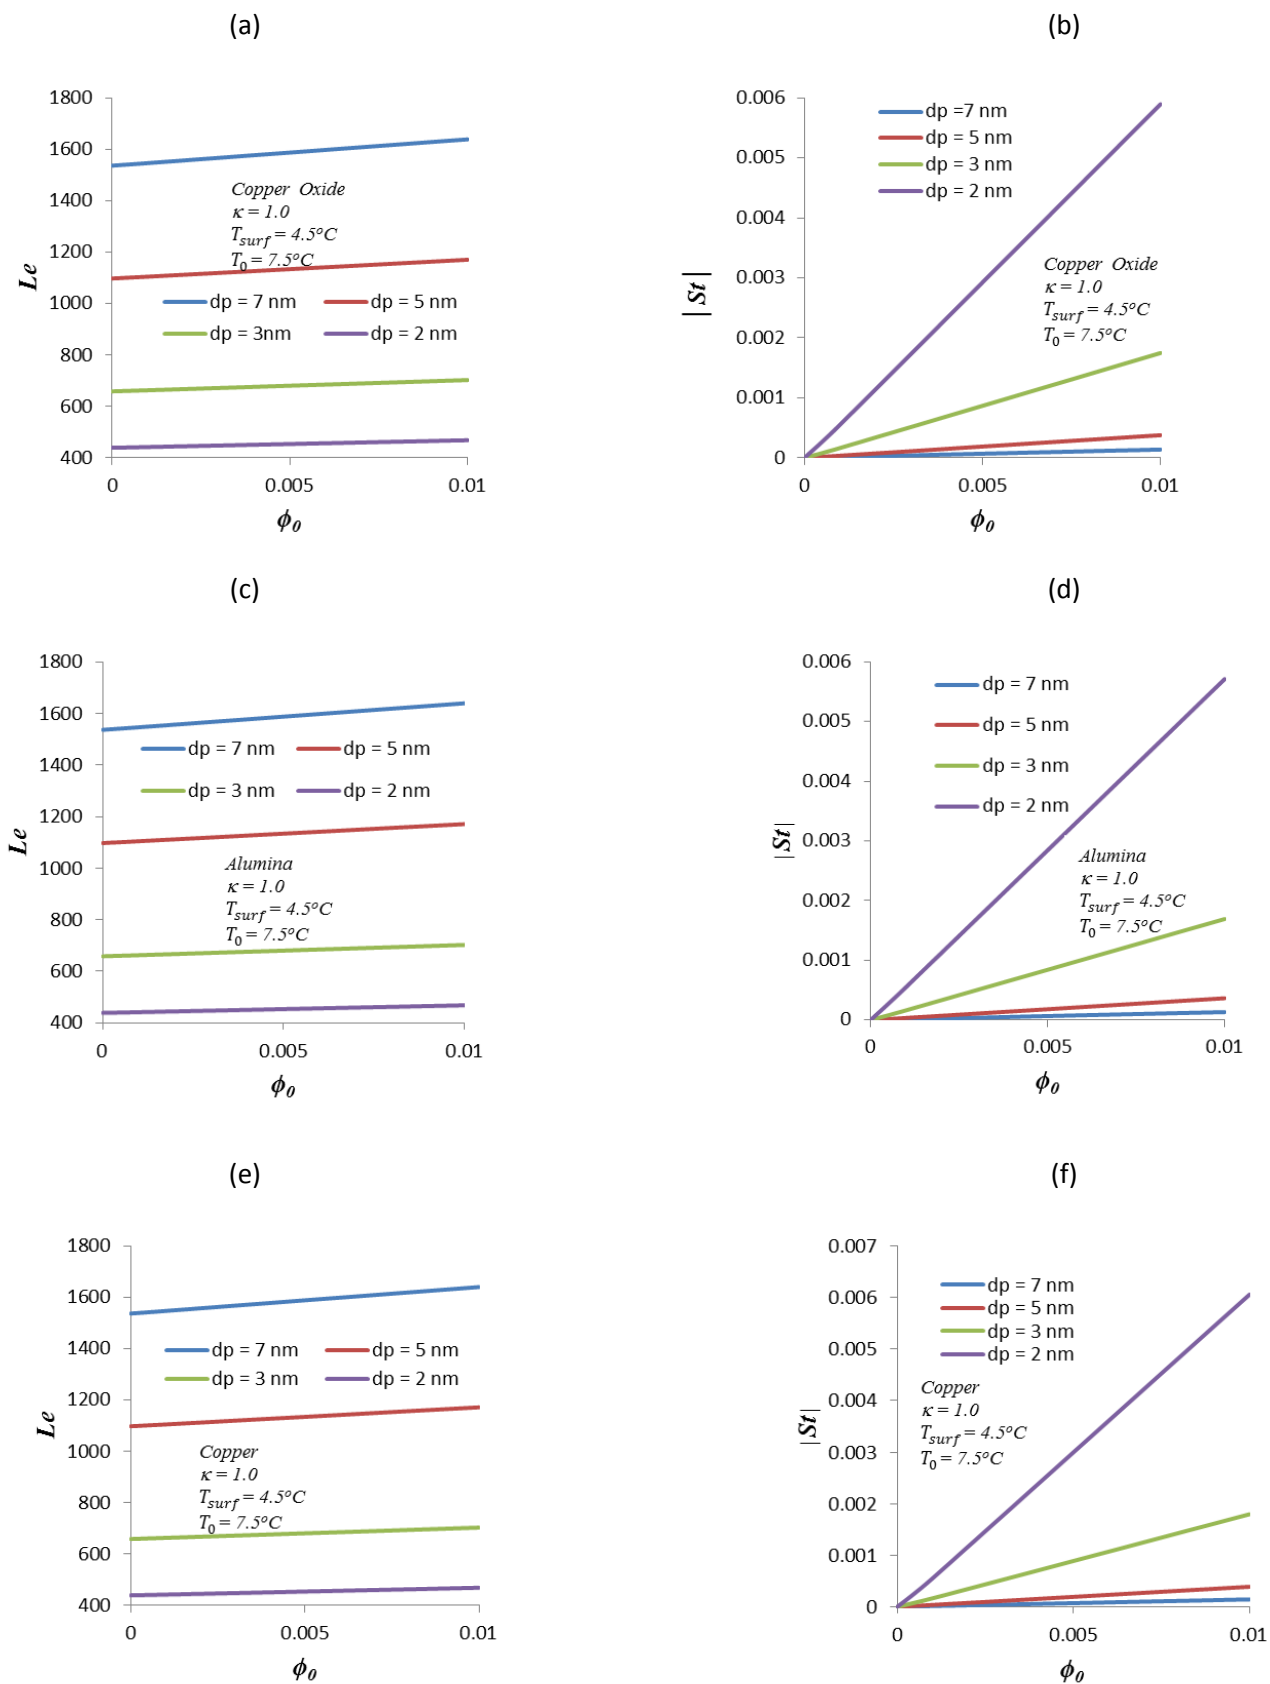 (a)
1800
1600
1400
1200
1000
800
600
400
Le
Copper Oxide
κ = 1.0
Tsurf = 4.5°C
T0 = 7.5°C
dp = 7 nm
dp = 5 nm
dp = 3nm
dp = 2 nm
0
0.005
0.01
ϕ0
(b)
0.006
0.005
0.004
0.003
0.002
0.001
0
|St|
dp =7 nm
dp = 5 nm
dp = 3 nm
dp = 2 nm
Copper Oxide
κ = 1.0
Tsurf = 4.5°C
T0 = 7.5°C
0
0.005
0.01
ϕ0
(c)
1800
1600
1400
1200
1000
800
600
400
Le
dp = 7 nm
dp = 5 nm
dp = 3 nm
dp = 2 nm
Alumina
κ = 1.0
Tsurf = 4.5°C
T0 = 7.5°C
0
0.005
0.01
ϕ0
(d)
0.006
0.005
0.004
0.003
0.002
0.001
0
|St|
dp = 7 nm
dp = 5 nm
dp = 3 nm
dp = 2 nm
Alumina
κ = 1.0
Tsurf = 4.5°C
T0 = 7.5°C
0
0.005
0.01
ϕ0
(e)
1800
1600
1400
1200
1000
800
600
400
Le
dp = 7 nm
dp = 5 nm
dp = 3 nm
dp = 2 nm
Copper
κ = 1.0
Tsurf = 4.5°C
T0 = 7.5°C
0
0.005
0.01
ϕ0
(f)
0.007
0.006
0.005
0.004
0.003
0.002
0.001
0
|St|
dp = 7 nm
dp = 5 nm
dp = 3 nm
dp = 2 nm
Copper
κ = 1.0
Tsurf = 4.5°C
T0 = 7.5°C
0
0.005
0.01
ϕ0